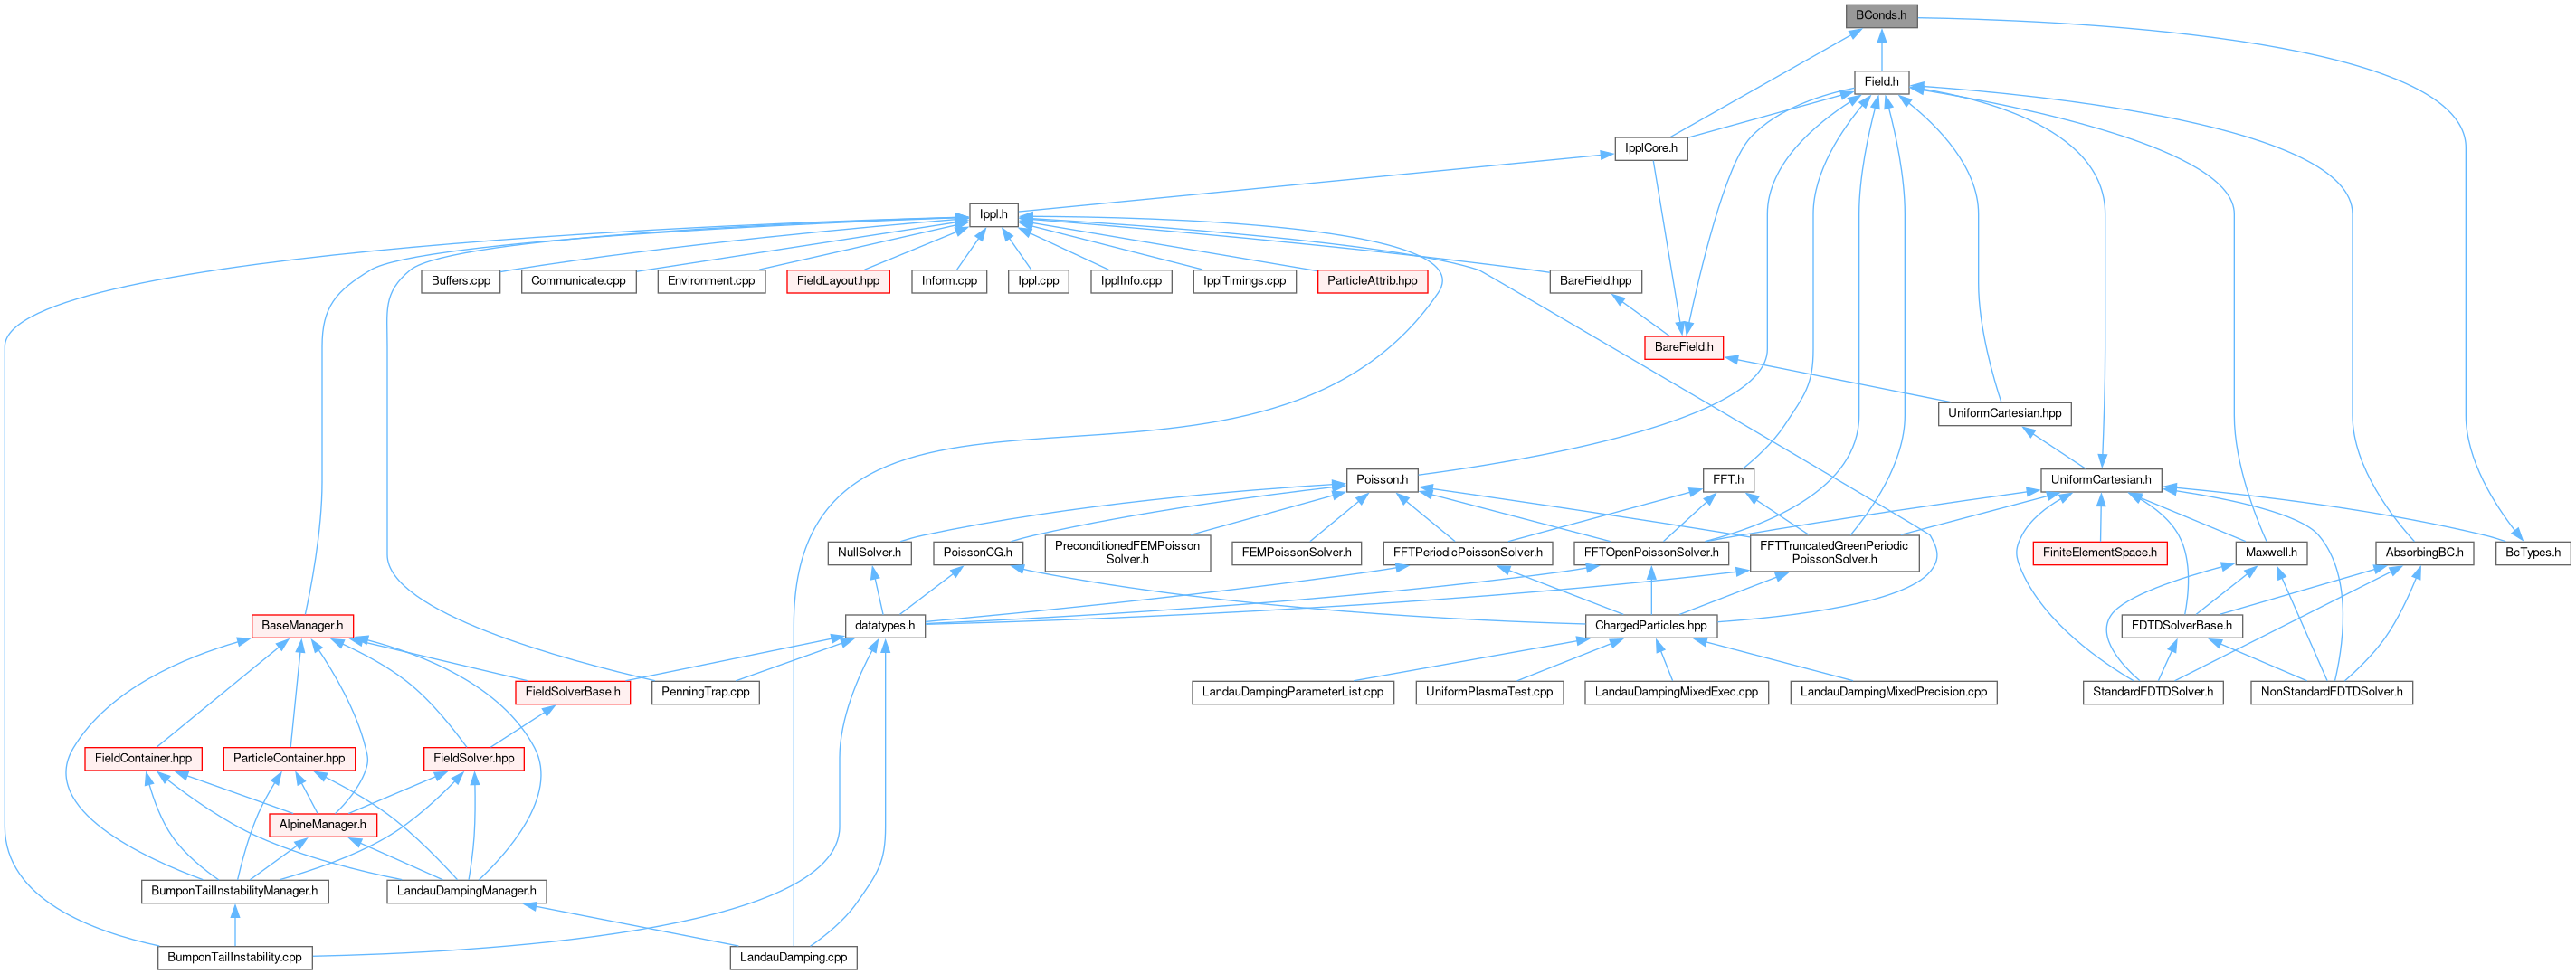 BConds.h
Field.h
IpplCore.h
Ippl.h
Buffers.cpp
Communicate.cpp
Environment.cpp
FieldLayout.hpp
Inform.cpp
Ippl.cpp
IpplInfo.cpp
IpplTimings.cpp
ParticleAttrib.hpp
BareField.hpp
BareField.h
UniformCartesian.hpp
Poisson.h
FFT.h
UniformCartesian.h
NullSolver.h
PoissonCG.h
PreconditionedFEMPoisson
Solver.h
FEMPoissonSolver.h
FFTPeriodicPoissonSolver.h
FFTOpenPoissonSolver.h
FFTTruncatedGreenPeriodic
PoissonSolver.h
FiniteElementSpace.h
Maxwell.h
AbsorbingBC.h
BcTypes.h
BaseManager.h
datatypes.h
ChargedParticles.hpp
FDTDSolverBase.h
FieldSolverBase.h
PenningTrap.cpp
LandauDampingParameterList.cpp
UniformPlasmaTest.cpp
LandauDampingMixedExec.cpp
LandauDampingMixedPrecision.cpp
StandardFDTDSolver.h
NonStandardFDTDSolver.h
FieldContainer.hpp
ParticleContainer.hpp
FieldSolver.hpp
AlpineManager.h
BumponTailInstabilityManager.h
LandauDampingManager.h
BumponTailInstability.cpp
LandauDamping.cpp